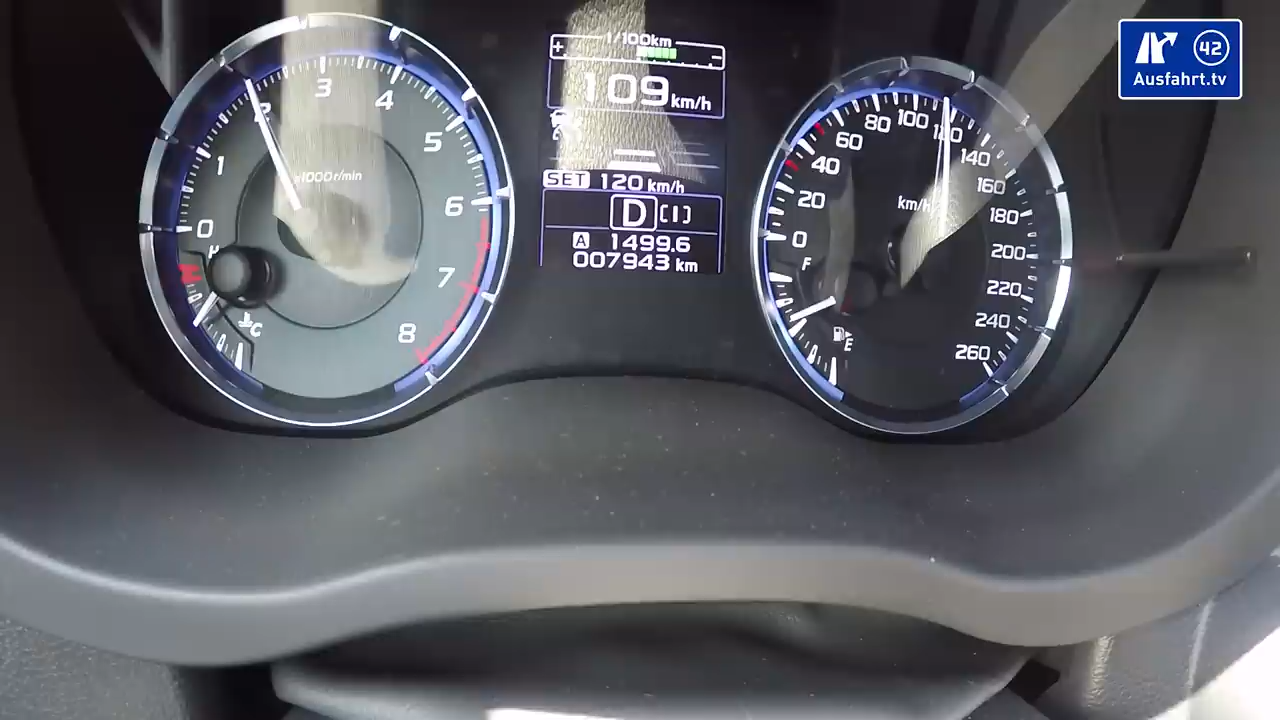 42
Ausfahrt.tv
0
1
2
3
4
5
6
7
8
x1000r/min
H
C
1/100km
+ -
109 km/h
SET 120 km/h
D [1]
A 1499.6
007943 km
0
20
40
60
80
100
120
140
160
180
200
220
240
260
km/h
F
E